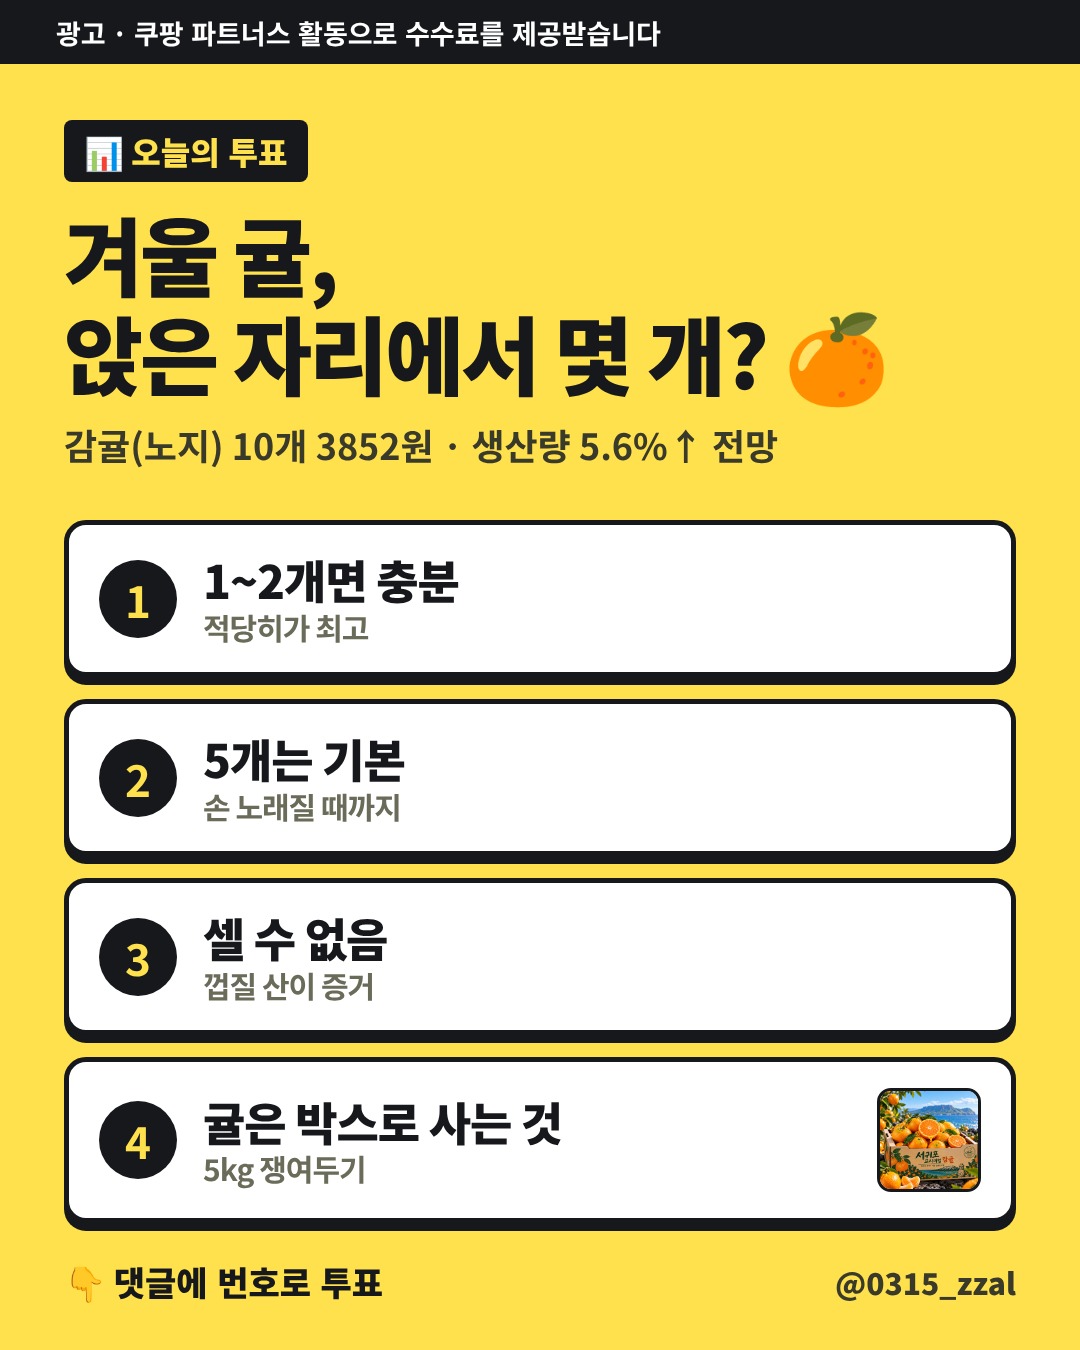 광고 · 쿠팡 파트너스 활동으로 수수료를 제공받습니다
📊 오늘의 투표
겨울 귤,
앉은 자리에서 몇 개? 🍊
감귤(노지) 10개 3852원 · 생산량 5.6%↑ 전망
1
1~2개면 충분
적당히가 최고
2
5개는 기본
손 노래질 때까지
3
셀 수 없음
껍질 산이 증거
4
귤은 박스로 사는 것
5kg 쟁여두기
서귀포
👇 댓글에 번호로 투표
@0315_zzal